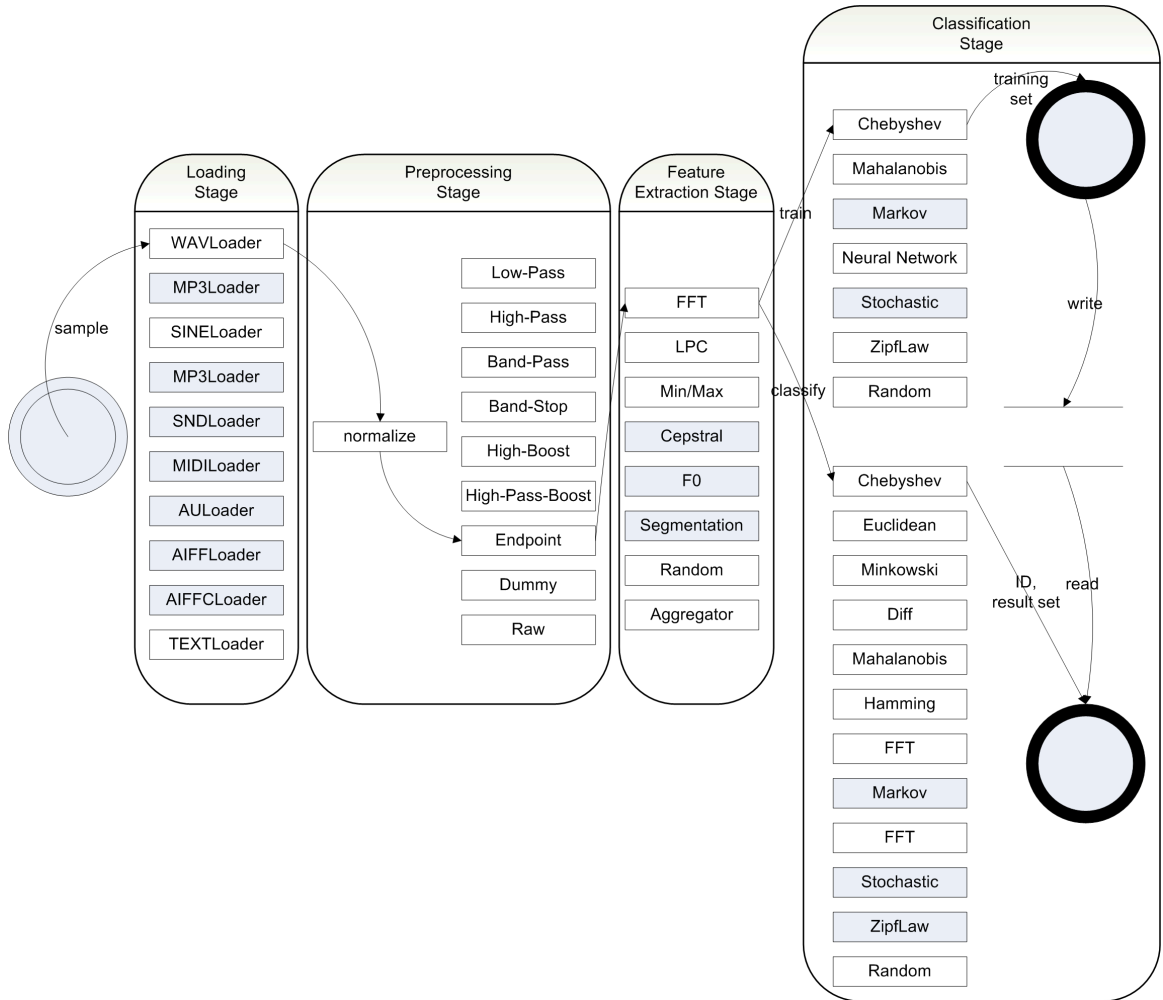 sample
Loading
Stage
WAVLoader
MP3Loader
SINELoader
MP3Loader
SNDLoader
MIDILoader
AULoader
AIFFLoader
AIFFCLoader
TEXTLoader
Preprocessing
Stage
normalize
Low-Pass
High-Pass
Band-Pass
Band-Stop
High-Boost
High-Pass-Boost
Endpoint
Dummy
Raw
Feature
Extraction Stage
FFT
LPC
Min/Max
Cepstral
F0
Segmentation
Random
Aggregator
train
classify
Classification
Stage
Chebyshev
Mahalanobis
Markov
Neural Network
Stochastic
ZipfLaw
Random
training
set
write
Chebyshev
Euclidean
Minkowski
Diff
Mahalanobis
Hamming
FFT
Markov
FFT
Stochastic
ZipfLaw
Random
ID,
result set
read